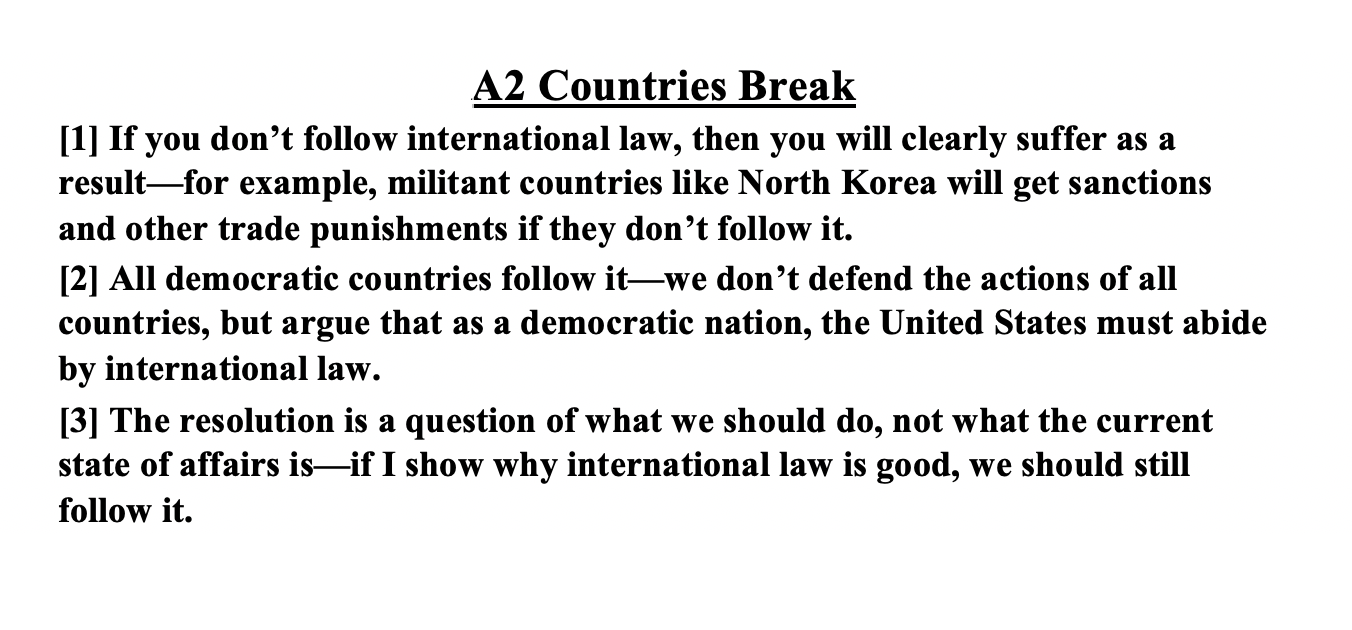 A2 Countries Break
[1] If you don’t follow international law, then you will clearly suffer as a
result—for example, militant countries like North Korea will get sanctions
and other trade punishments if they don’t follow it.
[2] All democratic countries follow it—we don’t defend the actions of all
countries, but argue that as a democratic nation, the United States must abide
by international law.
[3] The resolution is a question of what we should do, not what the current
state of affairs is—if I show why international law is good, we should still
follow it.